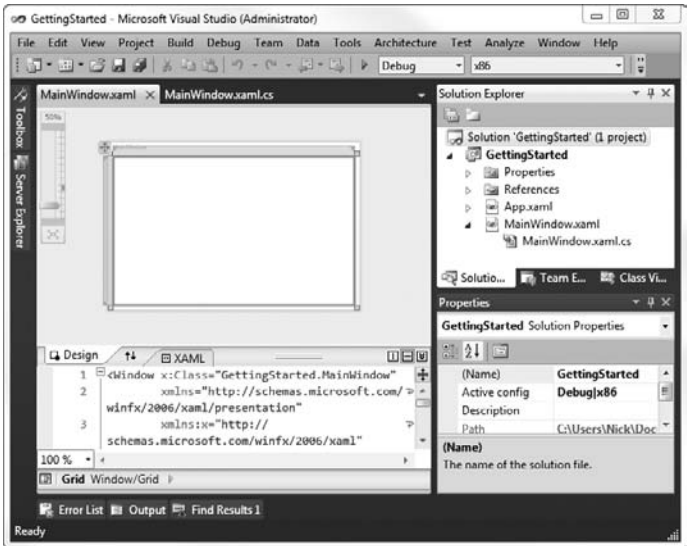 GettingStarted - Microsoft Visual Studio (Administrator)
File Edit View Project Build Debug Team Data Tools Architecture Test Analyze Window Help
Debug
x86
Toolbox
Server Explorer
MainWindow.xaml
MainWindow.xaml.cs
50%
Design
XAML
1 <Window x:Class="GettingStarted.MainWindow"
2 xmlns="http://schemas.microsoft.com/
winfx/2006/xaml/presentation"
3 xmlns:x="http://
schemas.microsoft.com/winfx/2006/xaml"
100 %
Grid Window/Grid
Solution Explorer
Solution 'GettingStarted' (1 project)
GettingStarted
Properties
References
App.xaml
MainWindow.xaml
MainWindow.xaml.cs
Solutio... Team E... Class Vi...
Properties
GettingStarted Solution Properties
(Name) GettingStarted
Active config Debug|x86
Description
Path C:\Users\Nick\Doc
(Name)
The name of the solution file.
Error List Output Find Results 1
Ready